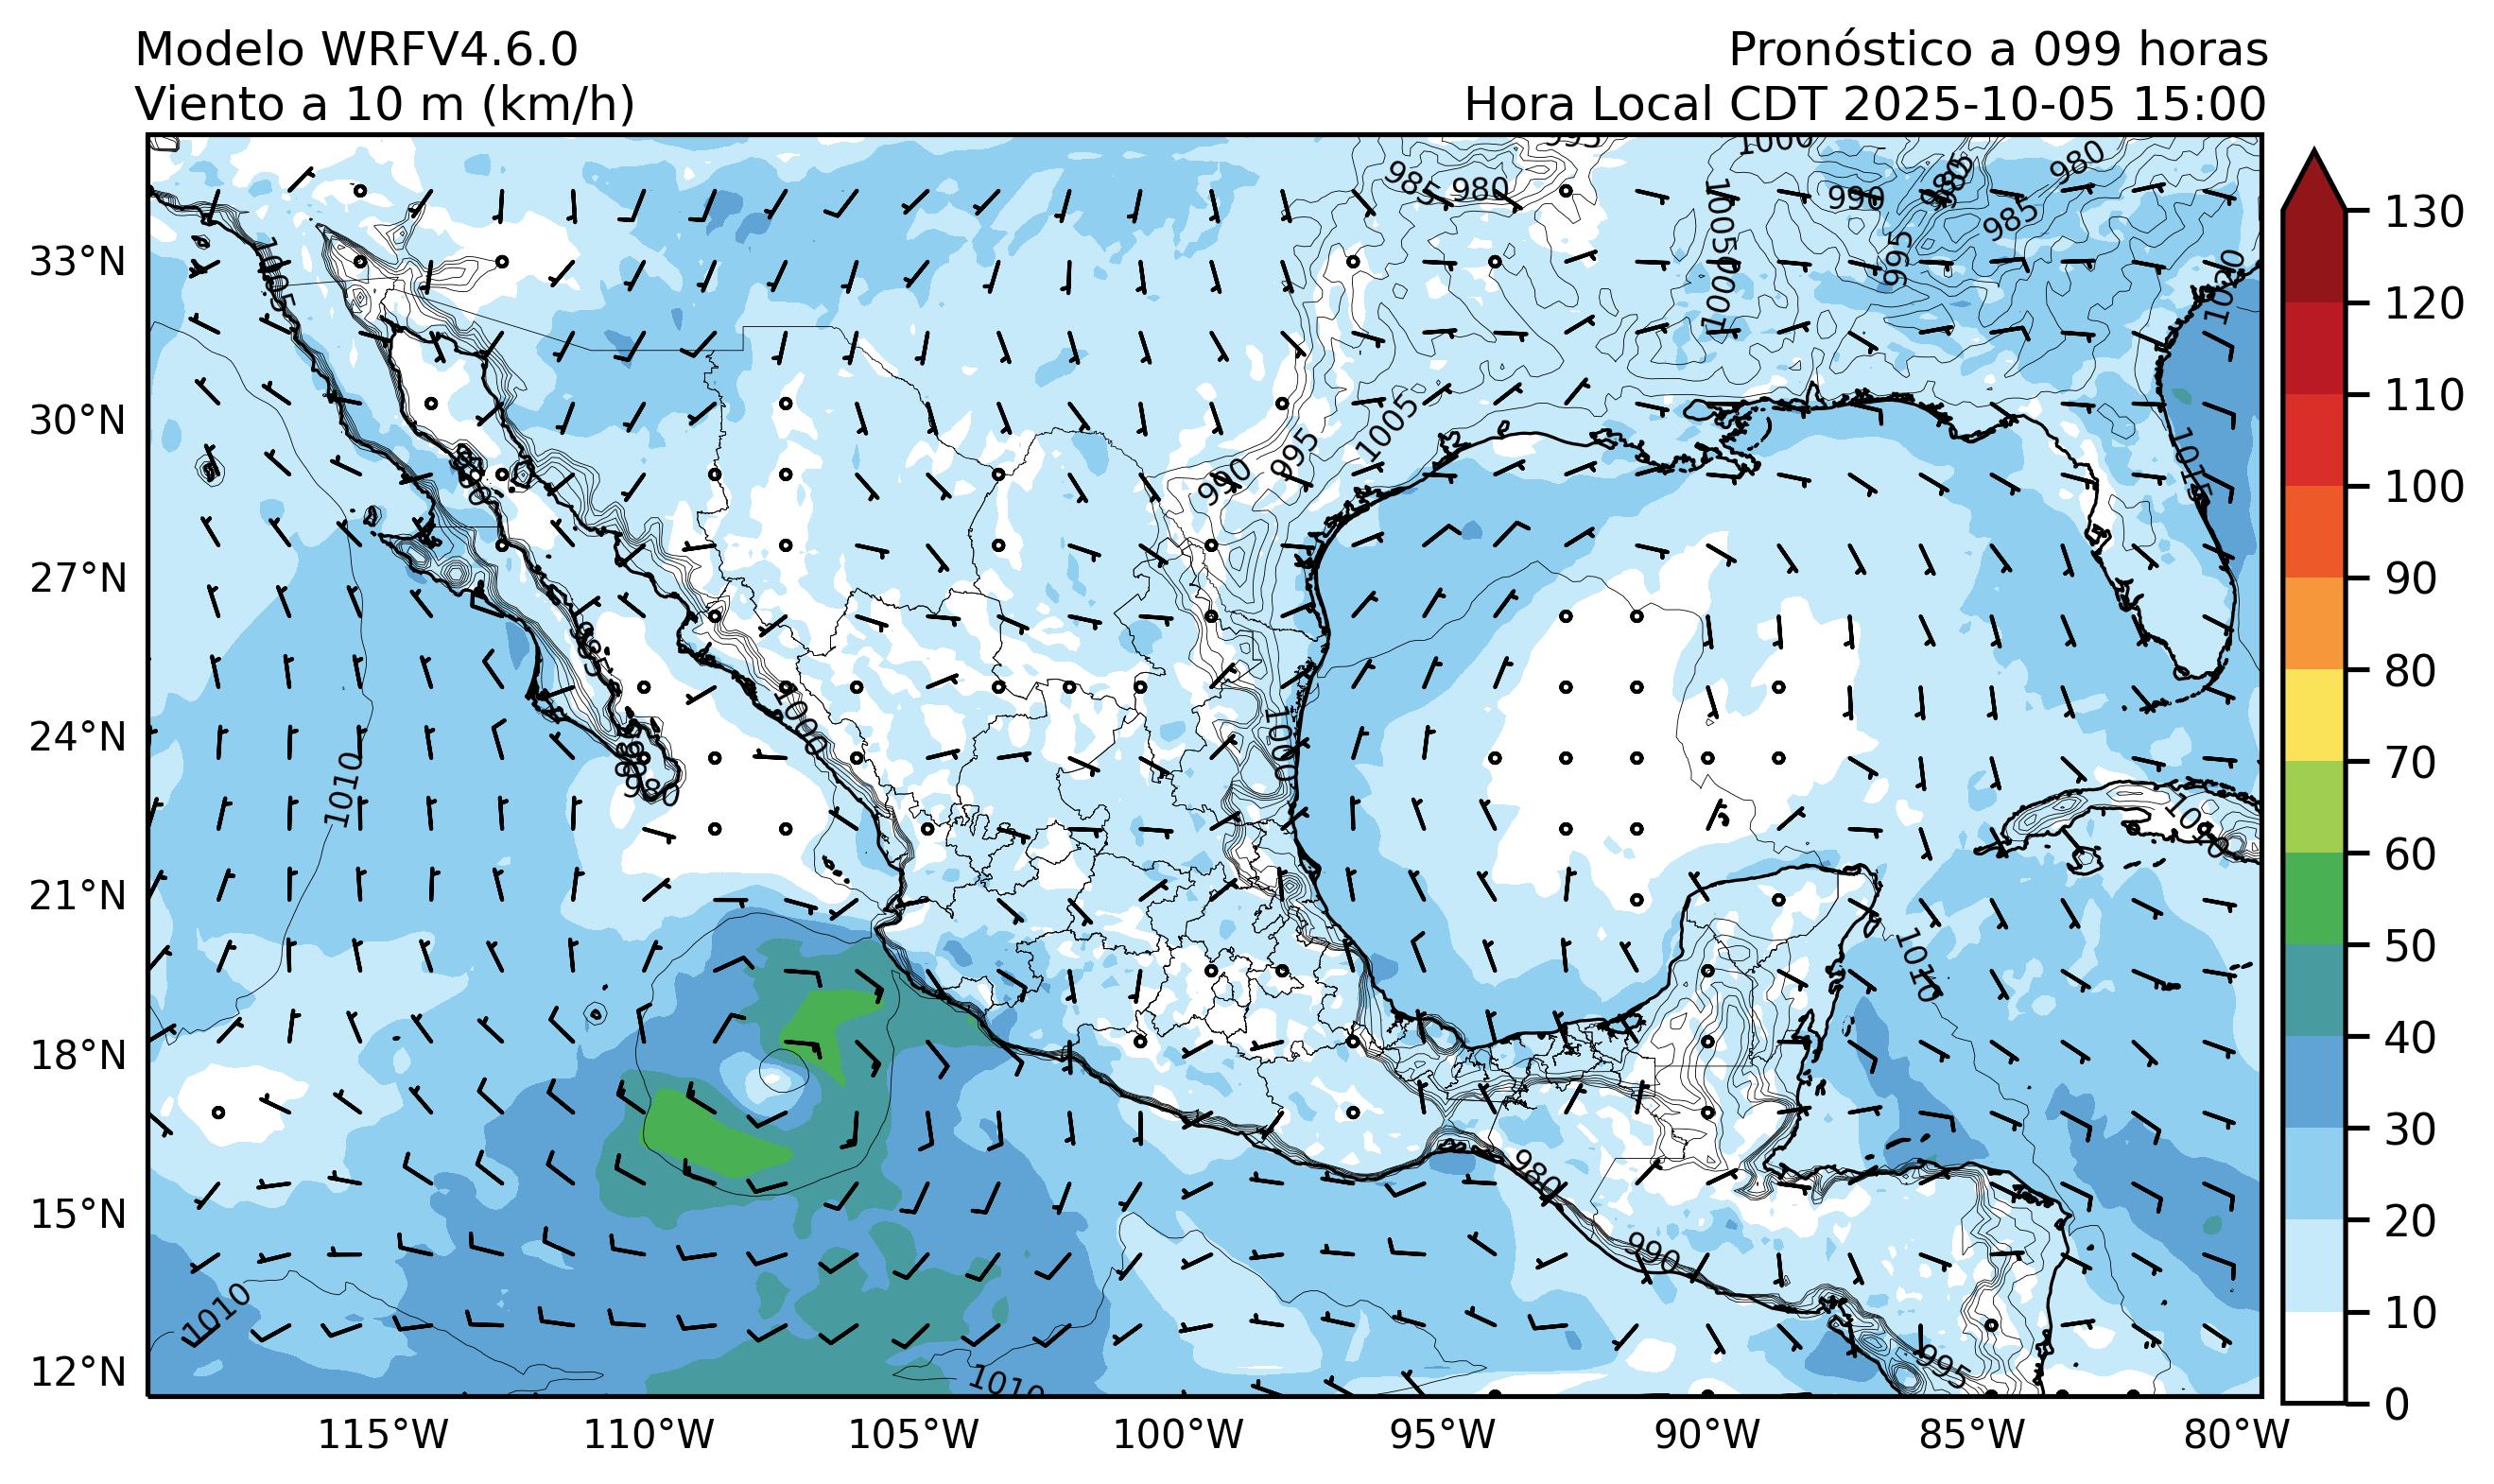 Modelo WRFV4.6.0
Viento a 10 m (km/h)
Pronóstico a 099 horas
Hora Local CDT 2025-10-05 15:00
33°N
30°N
27°N
24°N
21°N
18°N
15°N
12°N
115°W
110°W
105°W
100°W
95°W
90°W
85°W
80°W
130
120
110
100
90
80
70
60
50
40
30
20
10
0
995
1000
985
980
990
980
985
995
1005
1000
1020
1005
1015
1005
995
990
1000
1000
980
1010
1010
1010
980
990
995
1010
1010